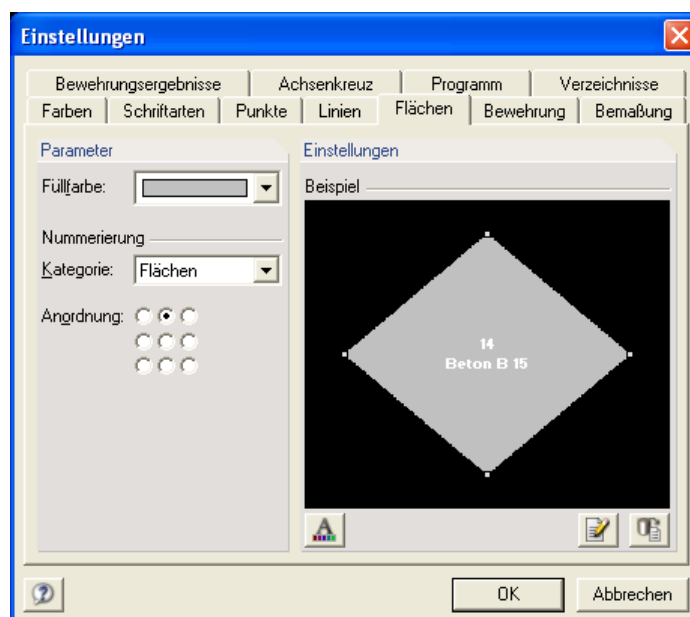 Einstellungen
Bewehrungsergebnisse Achsenkreuz Programm Verzeichnisse
Farben Schriftarten Punkte Linien Flächen Bewehrung Bemaßung
Parameter
Füllfarbe:
Nummerierung
Kategorie: Flächen
Anordnung:
Einstellungen
Beispiel
14
Beton B 15
A
OK Abbrechen